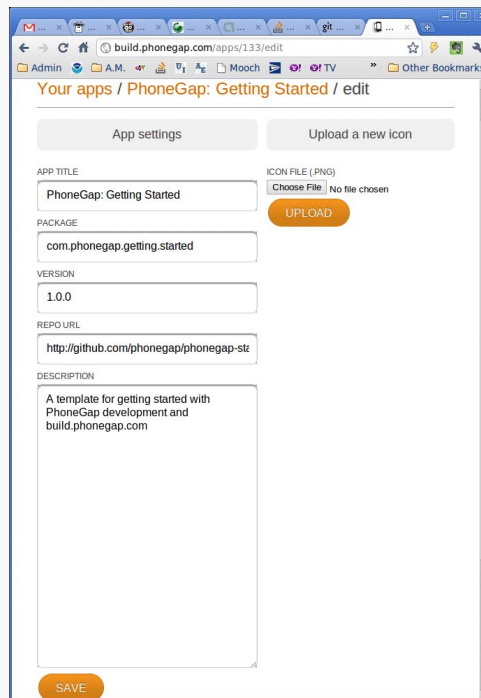 M ...
git ...
build.phonegap.com/apps/133/edit
Admin A.M. Mooch Y! Y! TV » Other Bookmarks
Your apps / PhoneGap: Getting Started / edit
App settings
Upload a new icon
APP TITLE
PhoneGap: Getting Started
PACKAGE
com.phonegap.getting.started
VERSION
1.0.0
REPO URL
http://github.com/phonegap/phonegap-sta
DESCRIPTION
A template for getting started with
PhoneGap development and
build.phonegap.com
SAVE
ICON FILE (.PNG)
Choose File No file chosen
UPLOAD